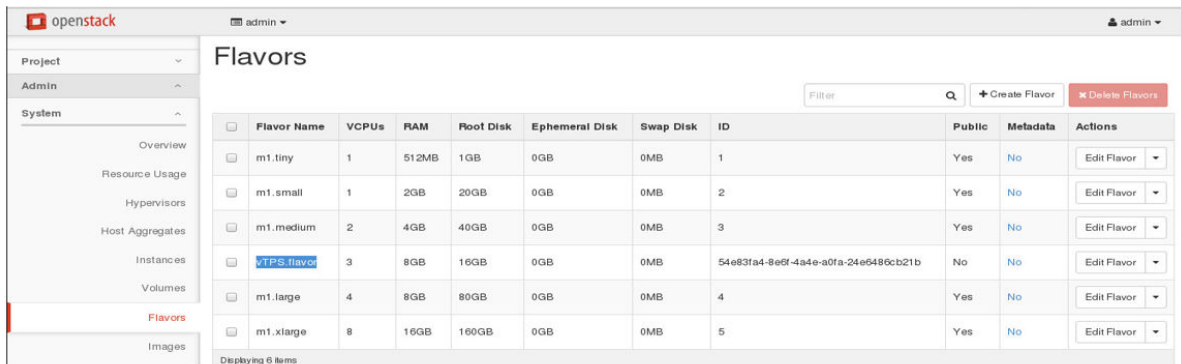 openstack
admin
admin
Project
Admin
System
Overview
Resource Usage
Hypervisors
Host Aggregates
Instances
Volumes
Flavors
Images
Flavors
Filter
+ Create Flavor
× Delete Flavors
Flavor Name VCPUs RAM Root Disk Ephemeral Disk Swap Disk ID Public Metadata Actions
m1.tiny 1 512MB 1GB 0GB 0MB 1 Yes No Edit Flavor
m1.small 1 2GB 20GB 0GB 0MB 2 Yes No Edit Flavor
m1.medium 2 4GB 40GB 0GB 0MB 3 Yes No Edit Flavor
vTPS.flavor 3 8GB 16GB 0GB 0MB 54e83fa4-8e6f-4a4e-a0fa-24e6486cb21b No No Edit Flavor
m1.large 4 8GB 80GB 0GB 0MB 4 Yes No Edit Flavor
m1.xlarge 8 16GB 160GB 0GB 0MB 5 Yes No Edit Flavor
Displaying 6 items